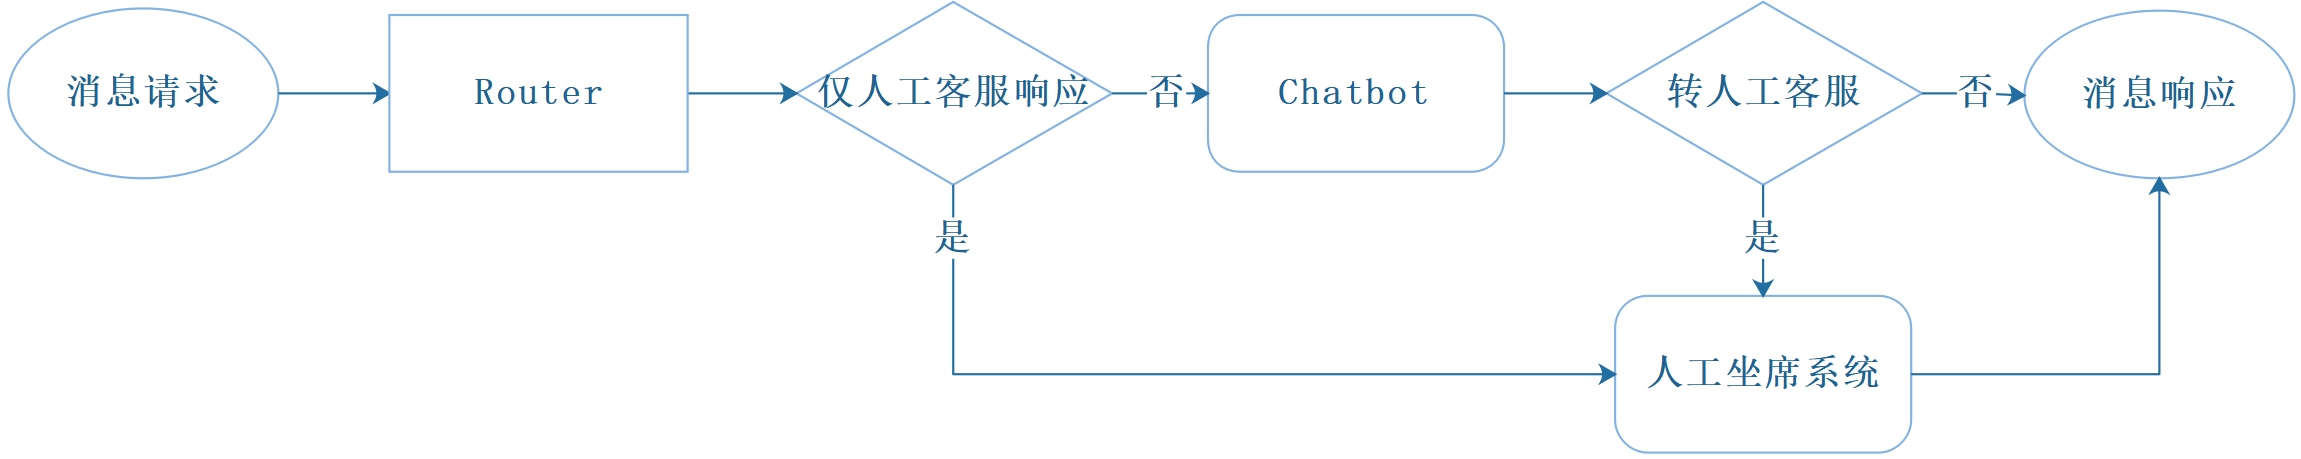 消息请求
Router
仅人工客服响应
否
Chatbot
转人工客服
否
消息响应
是
是
人工坐席系统